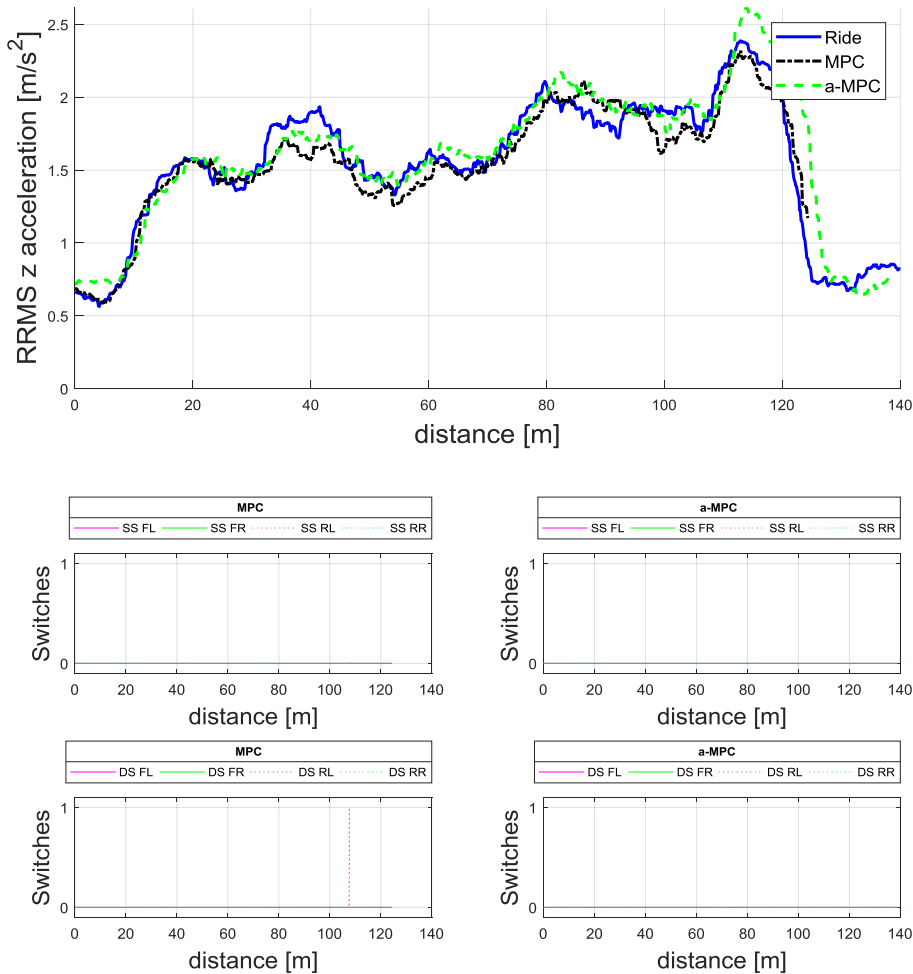 RRMS z acceleration [m/s²]
2.5
2
1.5
1
0.5
0
Ride
MPC
a-MPC
0 20 40 60 80 100 120 140
distance [m]
MPC
SS FL SS FR SS RL SS RR
Switches
1
0
0 20 40 60 80 100 120 140
distance [m]
a-MPC
SS FL SS FR SS RL SS RR
Switches
1
0
0 20 40 60 80 100 120 140
distance [m]
MPC
DS FL DS FR DS RL DS RR
Switches
1
0
0 20 40 60 80 100 120 140
distance [m]
a-MPC
DS FL DS FR DS RL DS RR
Switches
1
0
0 20 40 60 80 100 120 140
distance [m]